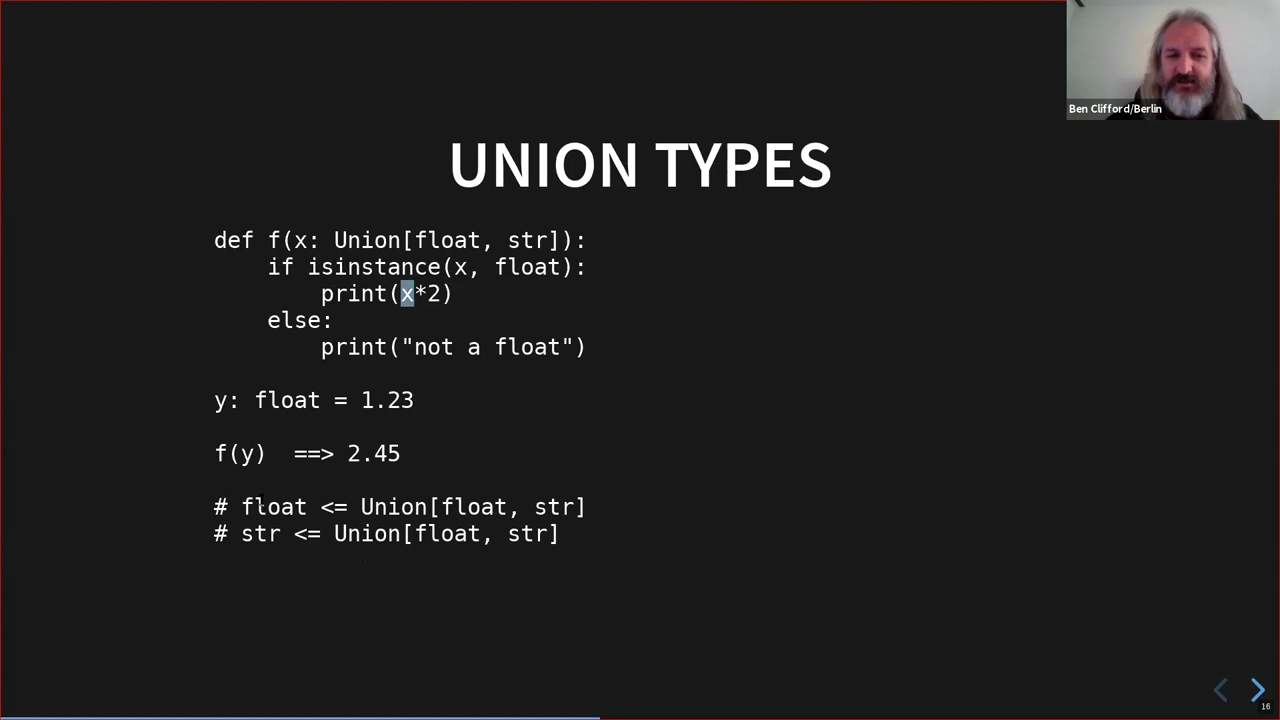 Ben Clifford/Berlin
UNION TYPES
def f(x: Union[float, str]):
    if isinstance(x, float):
        print(x*2)
    else:
        print("not a float")
y: float = 1.23
f(y)  ==> 2.45
# float <= Union[float, str]
# str <= Union[float, str]
16